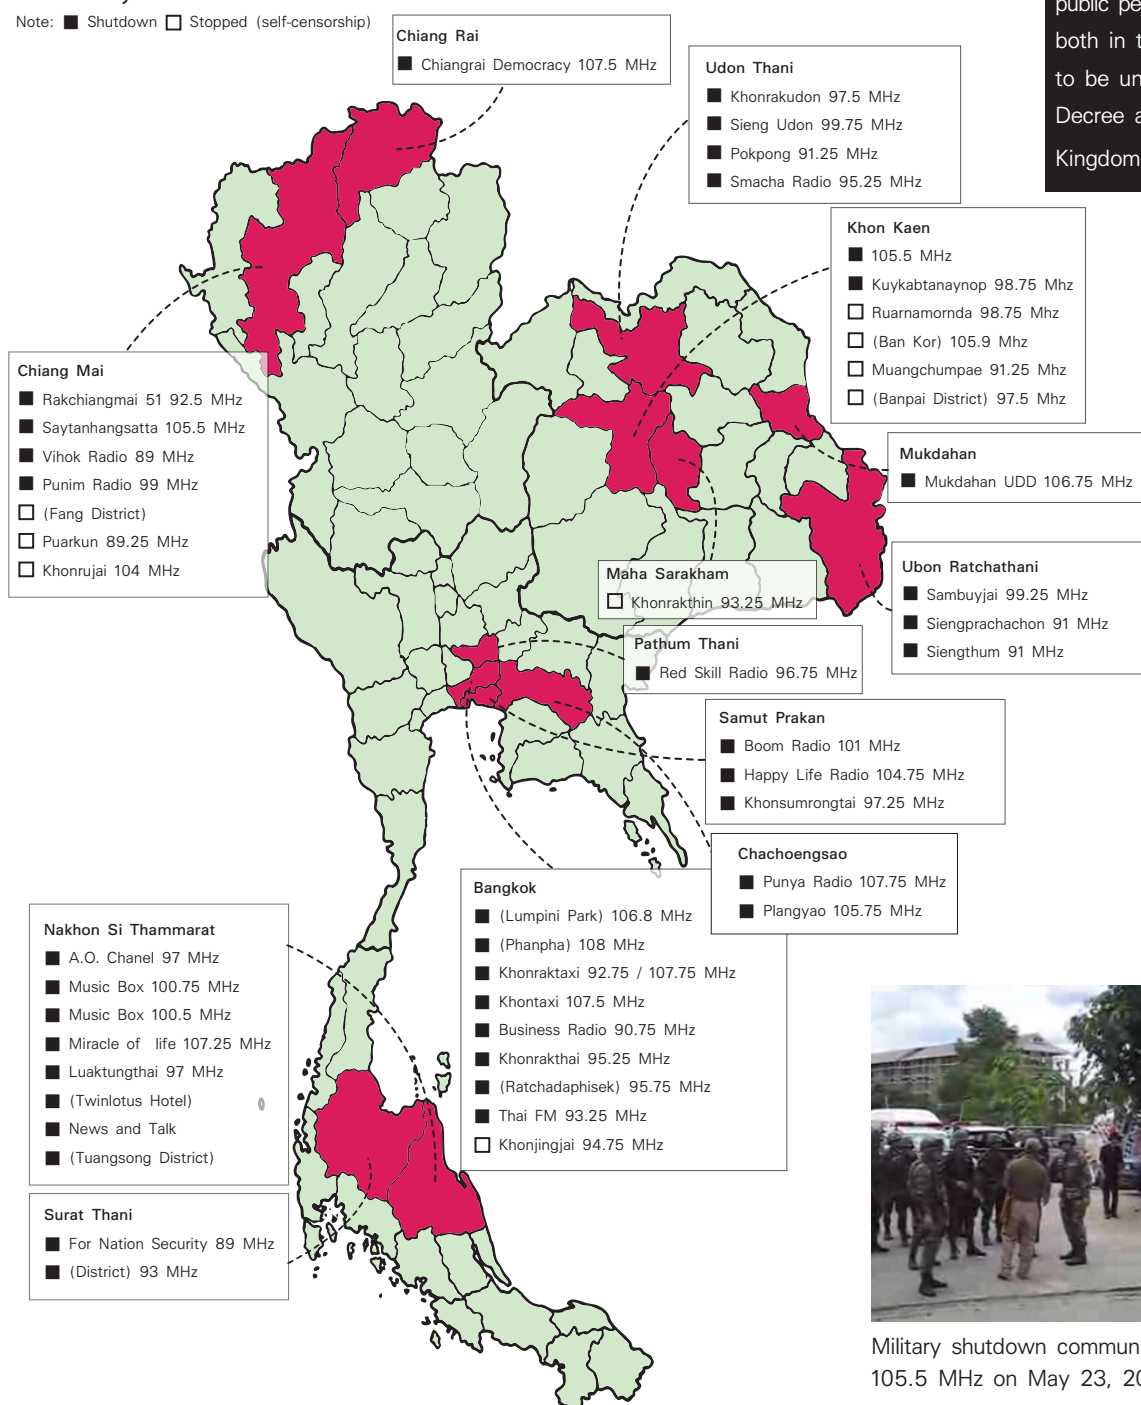 Note: ■ Shutdown □ Stopped (self-censorship)
public pe
both in t
to be un
Decree a
Kingdom
Chiang Rai
■ Chiangrai Democracy 107.5 MHz
Udon Thani
■ Khonrakudon 97.5 MHz
■ Sieng Udon 99.75 MHz
■ Pokpong 91.25 MHz
■ Smacha Radio 95.25 MHz
Khon Kaen
■ 105.5 MHz
■ Kuykabtanaynop 98.75 Mhz
□ Ruarnamornda 98.75 MHz
□ (Ban Kor) 105.9 Mhz
□ Muangchumpae 91.25 MHz
□ (Banpai District) 97.5 Mhz
Chiang Mai
■ Rakchiangmai 51 92.5 MHz
■ Saytanhangsatta 105.5 MHz
■ Vihok Radio 89 MHz
■ Punim Radio 99 MHz
□ (Fang District)
□ Puarkun 89.25 MHz
□ Khonrujai 104 MHz
Mukdahan
■ Mukdahan UDD 106.75 MHz
Maha Sarakham
□ Khonrakthin 93.25 MHz
Ubon Ratchathani
■ Sambuyjai 99.25 MHz
■ Siengprachachon 91 MHz
■ Siengthum 91 MHz
Pathum Thani
■ Red Skill Radio 96.75 MHz
Samut Prakan
■ Boom Radio 101 MHz
■ Happy Life Radio 104.75 MHz
■ Khonsumrongtai 97.25 MHz
Chachoengsao
■ Punya Radio 107.75 MHz
■ Plangyao 105.75 MHz
Bangkok
■ (Lumpini Park) 106.8 MHz
■ (Phanpha) 108 MHz
■ Khonraktaxi 92.75 / 107.75 MHz
■ Khontaxi 107.5 MHz
■ Business Radio 90.75 MHz
■ Khonrakthai 95.25 MHz
■ (Ratchadaphisek) 95.75 MHz
■ Thai FM 93.25 MHz
□ Khonjingjai 94.75 MHz
Nakhon Si Thammarat
■ A.O. Chanel 97 MHz
■ Music Box 100.75 MHz
■ Music Box 100.5 MHz
■ Miracle of life 107.25 MHz
■ Luaktungthai 97 MHz
■ (Twinlotus Hotel)
■ News and Talk
■ (Tuangsong District)
Surat Thani
■ For Nation Security 89 MHz
■ (District) 93 MHz
Military shutdown commun
105.5 MHz on May 23, 20